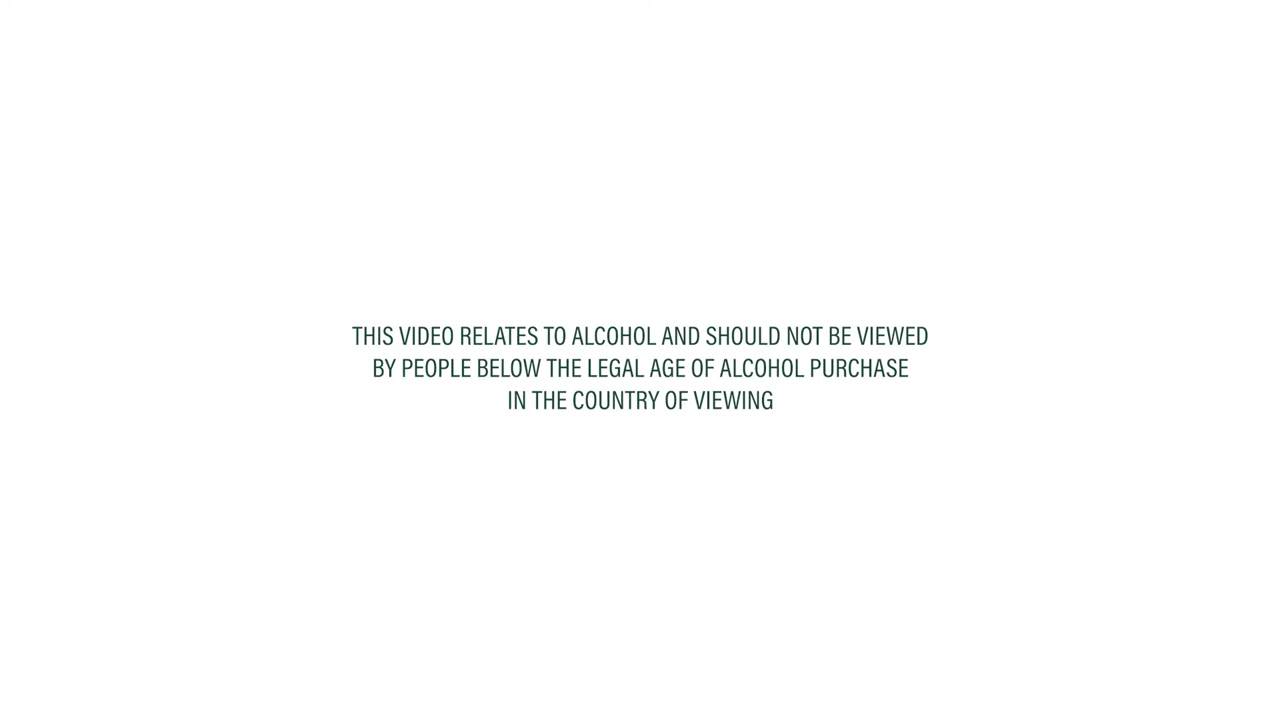 THIS VIDEO RELATES TO ALCOHOL AND SHOULD NOT BE VIEWED
BY PEOPLE BELOW THE LEGAL AGE OF ALCOHOL PURCHASE
IN THE COUNTRY OF VIEWING